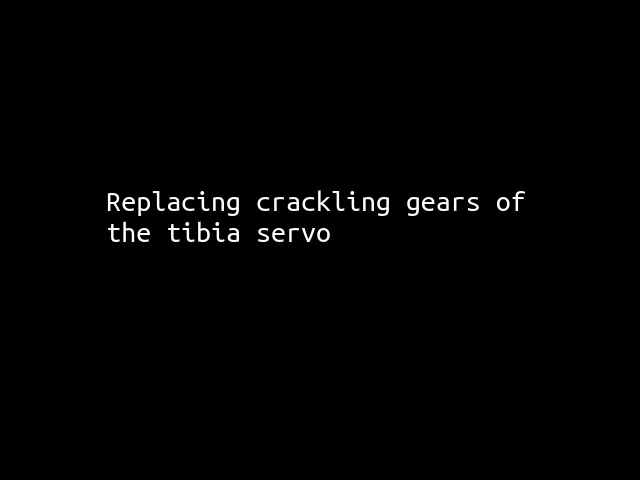 Replacing crackling gears of
the tibia servo